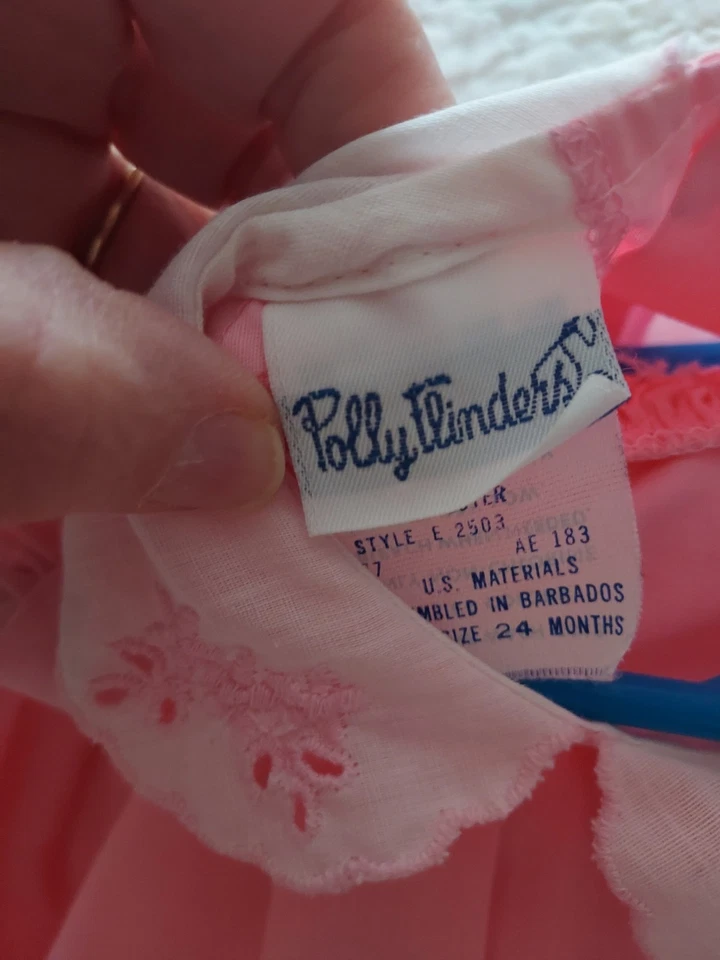 Polly Flinders
STYLE E 2503
AE 183
U.S. MATERIALS
MBLED IN BARBADOS
IZE 24 MONTHS